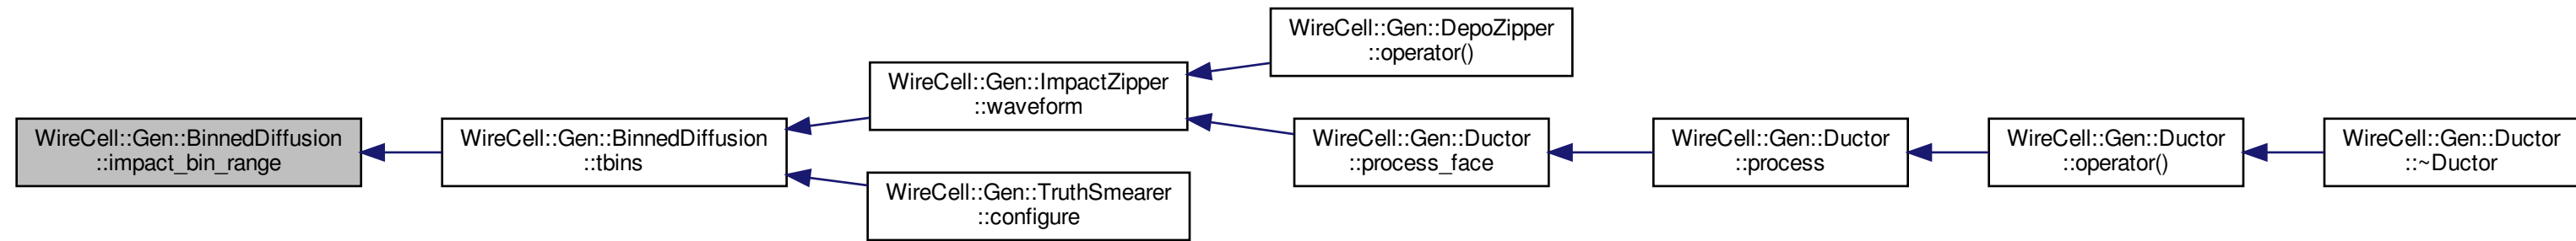 WireCell::Gen::BinnedDiffusion
::impact_bin_range
WireCell::Gen::BinnedDiffusion
::tbins
WireCell::Gen::ImpactZipper
::waveform
WireCell::Gen::TruthSmearer
::configure
WireCell::Gen::DepoZipper
::operator()
WireCell::Gen::Ductor
::process_face
WireCell::Gen::Ductor
::process
WireCell::Gen::Ductor
::operator()
WireCell::Gen::Ductor
::~Ductor